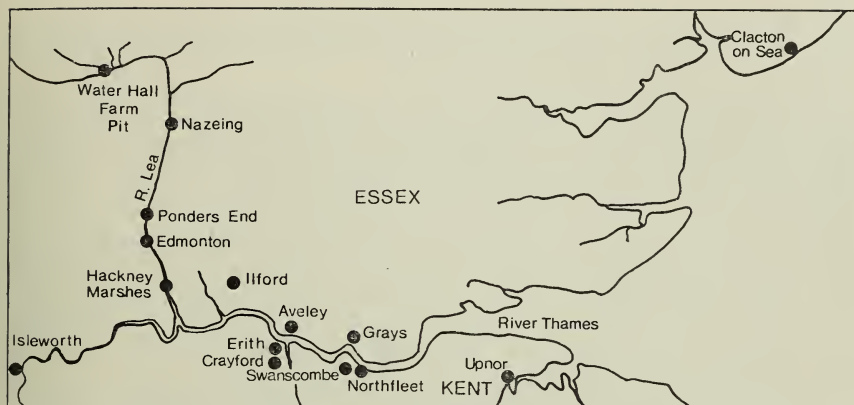 Clacton
on Sea
Water Hall
Farm
Pit
Nazeing
R. Lea
ESSEX
Ponders End
Edmonton
Hackney
Marshes
Ilford
Aveley
Grays
River Thames
Isleworth
Erith
Crayford
Swanscombe
Northfleet
Upnor
KENT